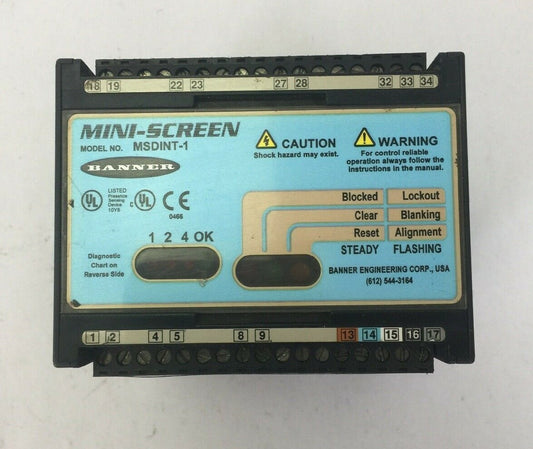 18 19 22 23 27 28 32 33 34
MINI-SCREEN
MODEL NO. MSDINT-1
BANNER
CAUTION
Shock hazard may exist.
WARNING
For control reliable
operation always follow the
instructions in the manual.
UL
LISTED
Presence
Sensing
Device
10Y8
UL
CE
0466
Blocked Lockout
Clear Blanking
Reset Alignment
STEADY FLASHING
1 2 4 OK
Diagnostic
Chart on
Reverse Side
BANNER ENGINEERING CORP., USA
(612) 544-3164
1 2 4 5 8 9 13 14 15 16 17